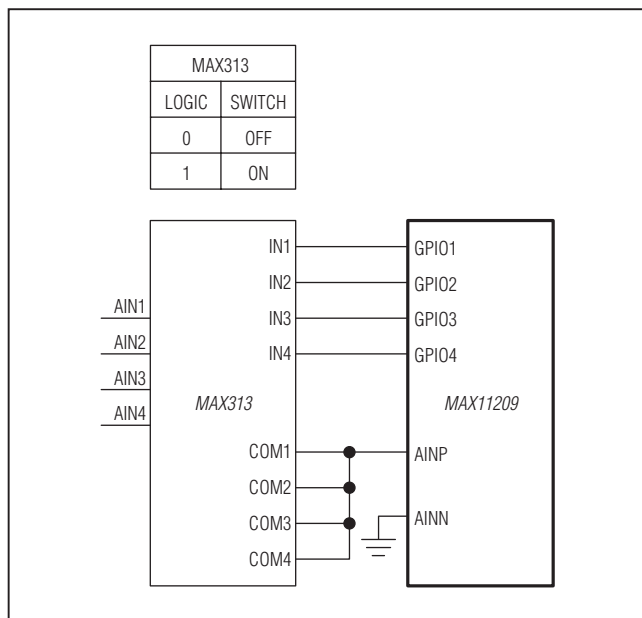 MAX313
LOGIC SWITCH
0 OFF
1 ON
IN1 GPIO1
IN2 GPIO2
AIN1 IN3 GPIO3
AIN2 IN4 GPIO4
AIN3
MAX313 MAX11209
AIN4
COM1 AINP
COM2
COM3 AINN
COM4